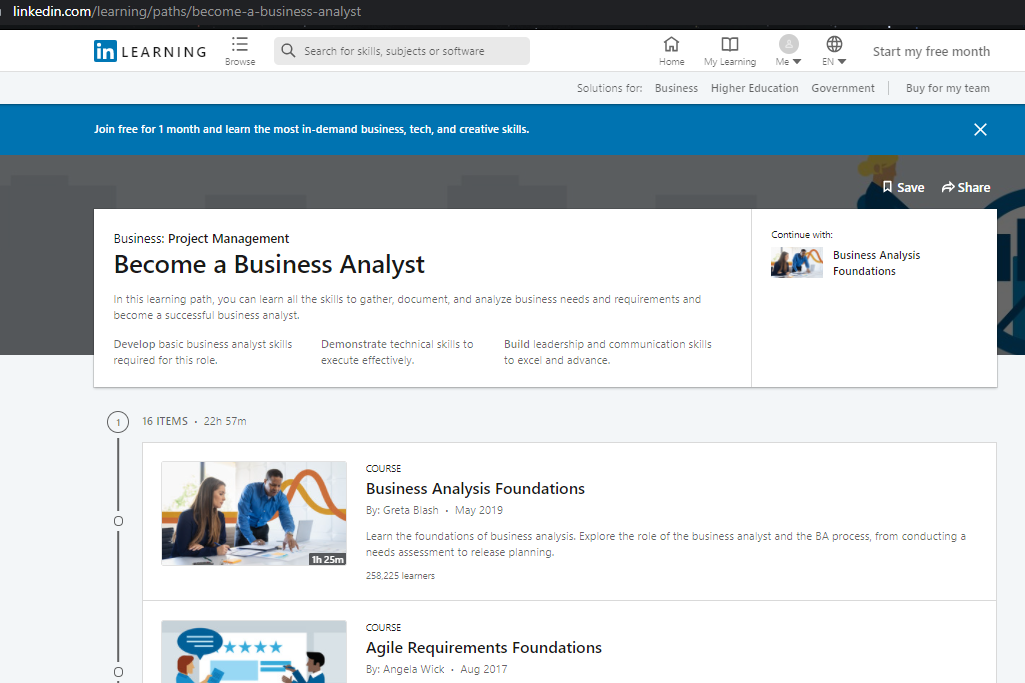 linkedin.com/learning/paths/become-a-business-analyst
in LEARNING
Browse
Search for skills, subjects or software
Home
My Learning
Me
EN
Start my free month
Solutions for: Business Higher Education Government Buy for my team
Join free for 1 month and learn the most in-demand business, tech, and creative skills.
Save Share
Business: Project Management
Become a Business Analyst
In this learning path, you can learn all the skills to gather, document, and analyze business needs and requirements and
become a successful business analyst.
Develop basic business analyst skills
required for this role.
Demonstrate technical skills to
execute effectively.
Build leadership and communication skills
to excel and advance.
Continue with:
Business Analysis
Foundations
1 16 ITEMS · 22h 57m
1h 25m
COURSE
Business Analysis Foundations
By: Greta Blash · May 2019
Learn the foundations of business analysis. Explore the role of the business analyst and the BA process, from conducting a
needs assessment to release planning.
258,225 learners
COURSE
Agile Requirements Foundations
By: Angela Wick · Aug 2017